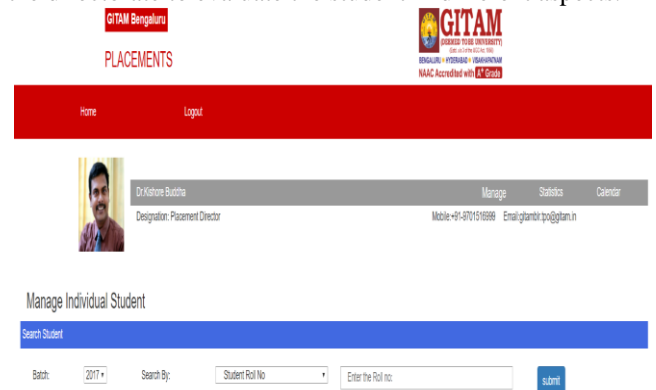 GITAM Bengaluru
PLACEMENTS
GITAM
(DEEMED TO BE UNIVERSITY)
BENGALURU • HYDERABAD • VISAKHAPATNAM
NAAC Accredited with A+ Grade
Home Logout
Dr.Kishore Buddha Manage Statistics Calendar
Designation: Placement Director Mobile:+91-9701516999 Email:gitamblr.tpo@gitam.in
Manage Individual Student
Search Student
Batch: 2017 Search By: Student Roll No Enter the Roll no: submit